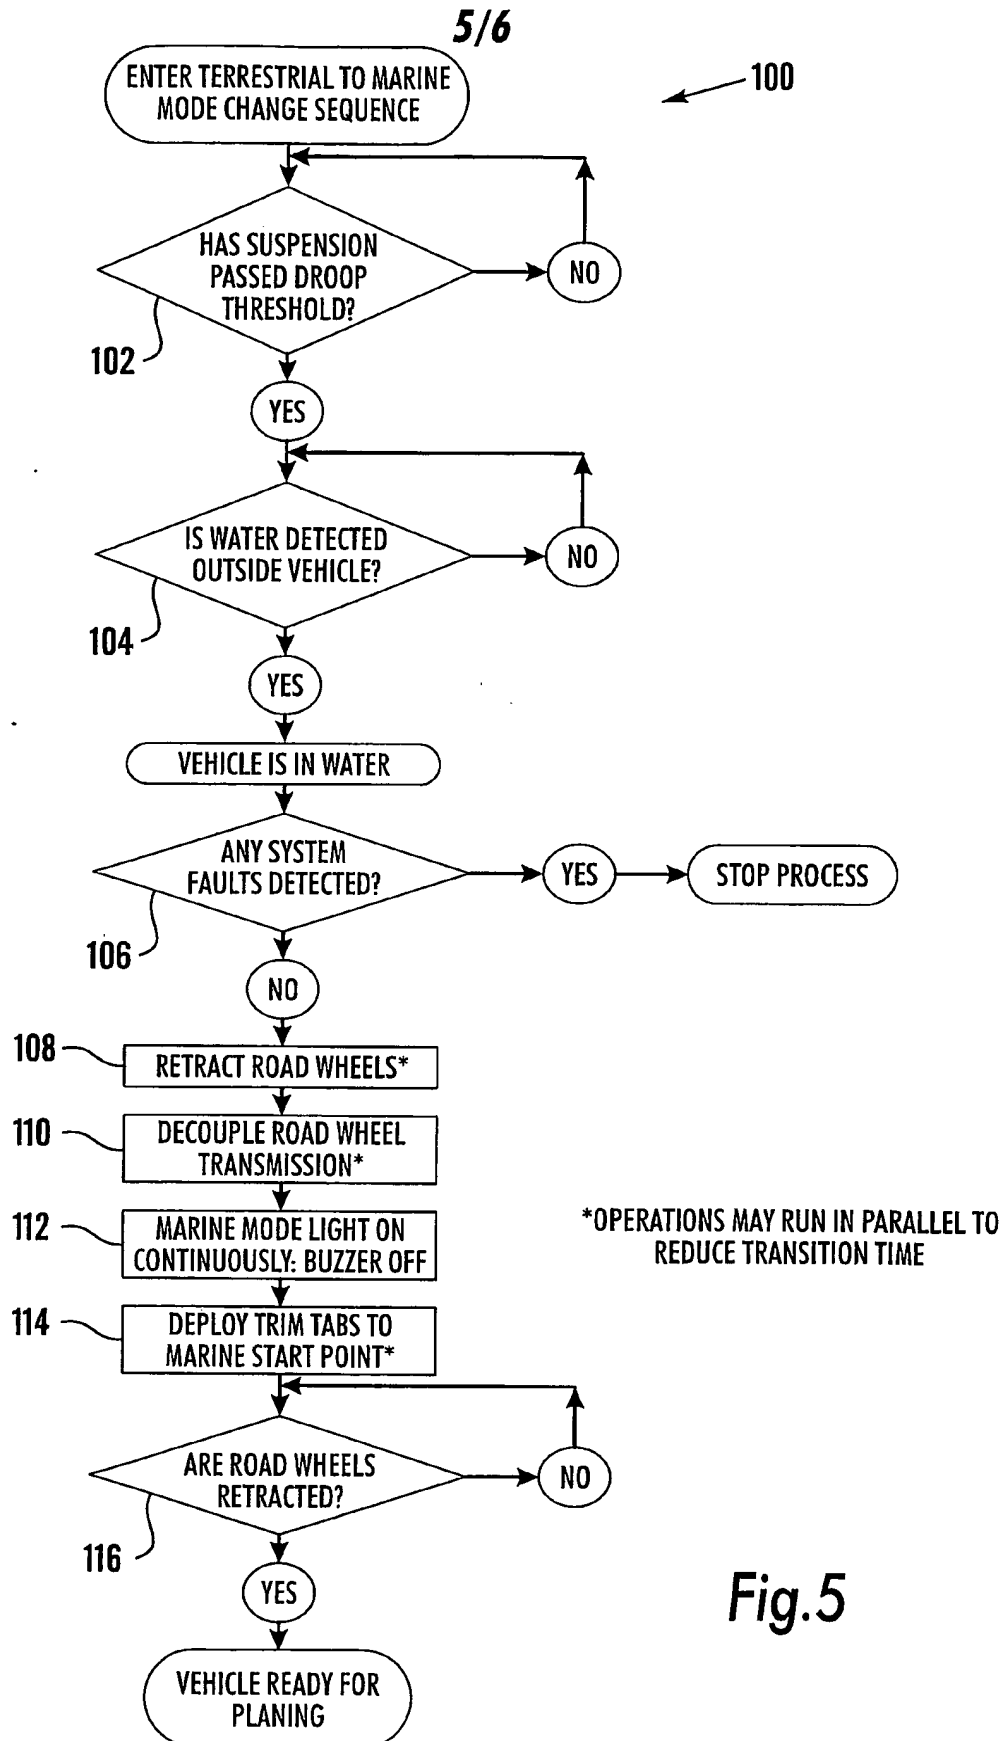 5/6
ENTER TERRESTRIAL TO MARINE
MODE CHANGE SEQUENCE
100
HAS SUSPENSION
PASSED DROOP
THRESHOLD?
NO
102
YES
IS WATER DETECTED
OUTSIDE VEHICLE?
NO
104
YES
VEHICLE IS IN WATER
ANY SYSTEM
FAULTS DETECTED?
YES
STOP PROCESS
106
NO
108
RETRACT ROAD WHEELS*
110
DECOUPLE ROAD WHEEL
TRANSMISSION*
112
MARINE MODE LIGHT ON
CONTINUOUSLY: BUZZER OFF
*OPERATIONS MAY RUN IN PARALLEL TO
REDUCE TRANSITION TIME
114
DEPLOY TRIM TABS TO
MARINE START POINT*
ARE ROAD WHEELS
RETRACTED?
NO
116
YES
VEHICLE READY FOR
PLANING
Fig.5